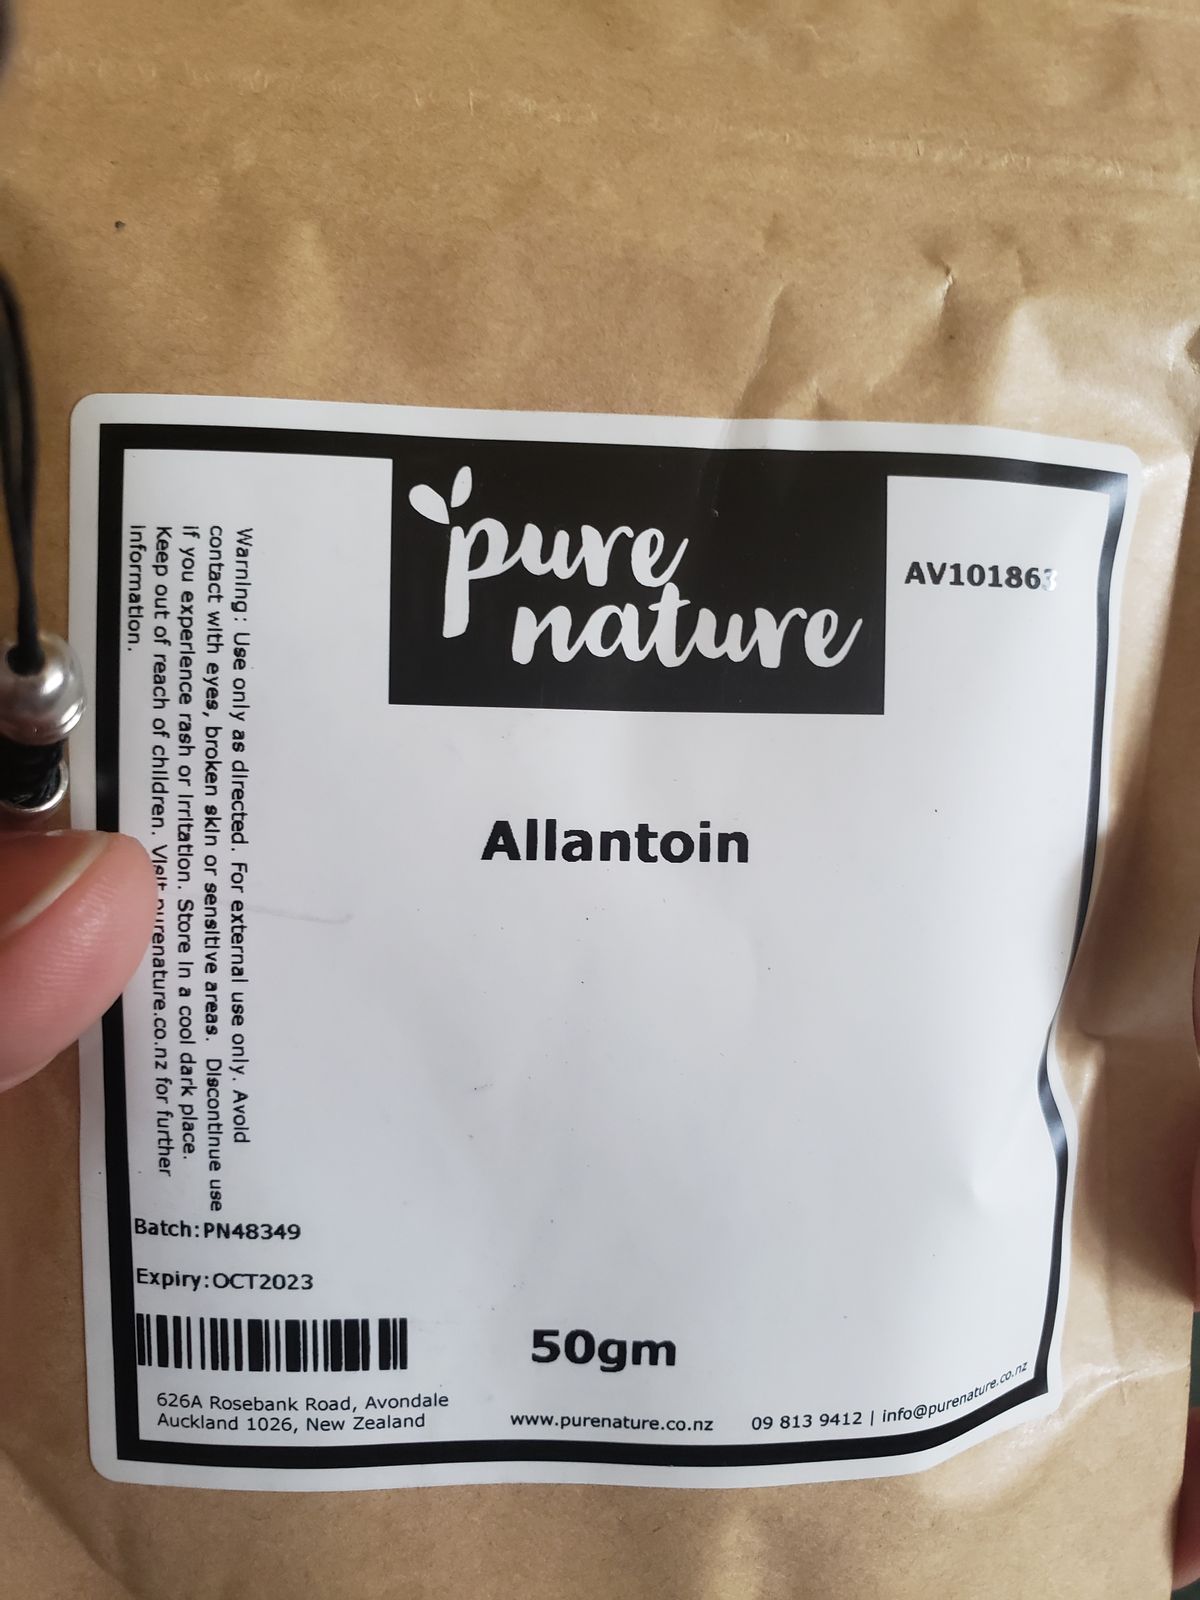 pure
nature
AV101863
Allantoin
Warning: Use only as directed. For external use only. Avoid
contact with eyes, broken skin or sensitive areas. Discontinue use
if you experience rash or irritation. Store in a cool dark place.
Keep out of reach of children. Visit purenature.co.nz for further
information.
Batch:PN48349
Expiry:OCT2023
50gm
626A Rosebank Road, Avondale
Auckland 1026, New Zealand
www.purenature.co.nz
09 813 9412 | info@purenature.co.nz